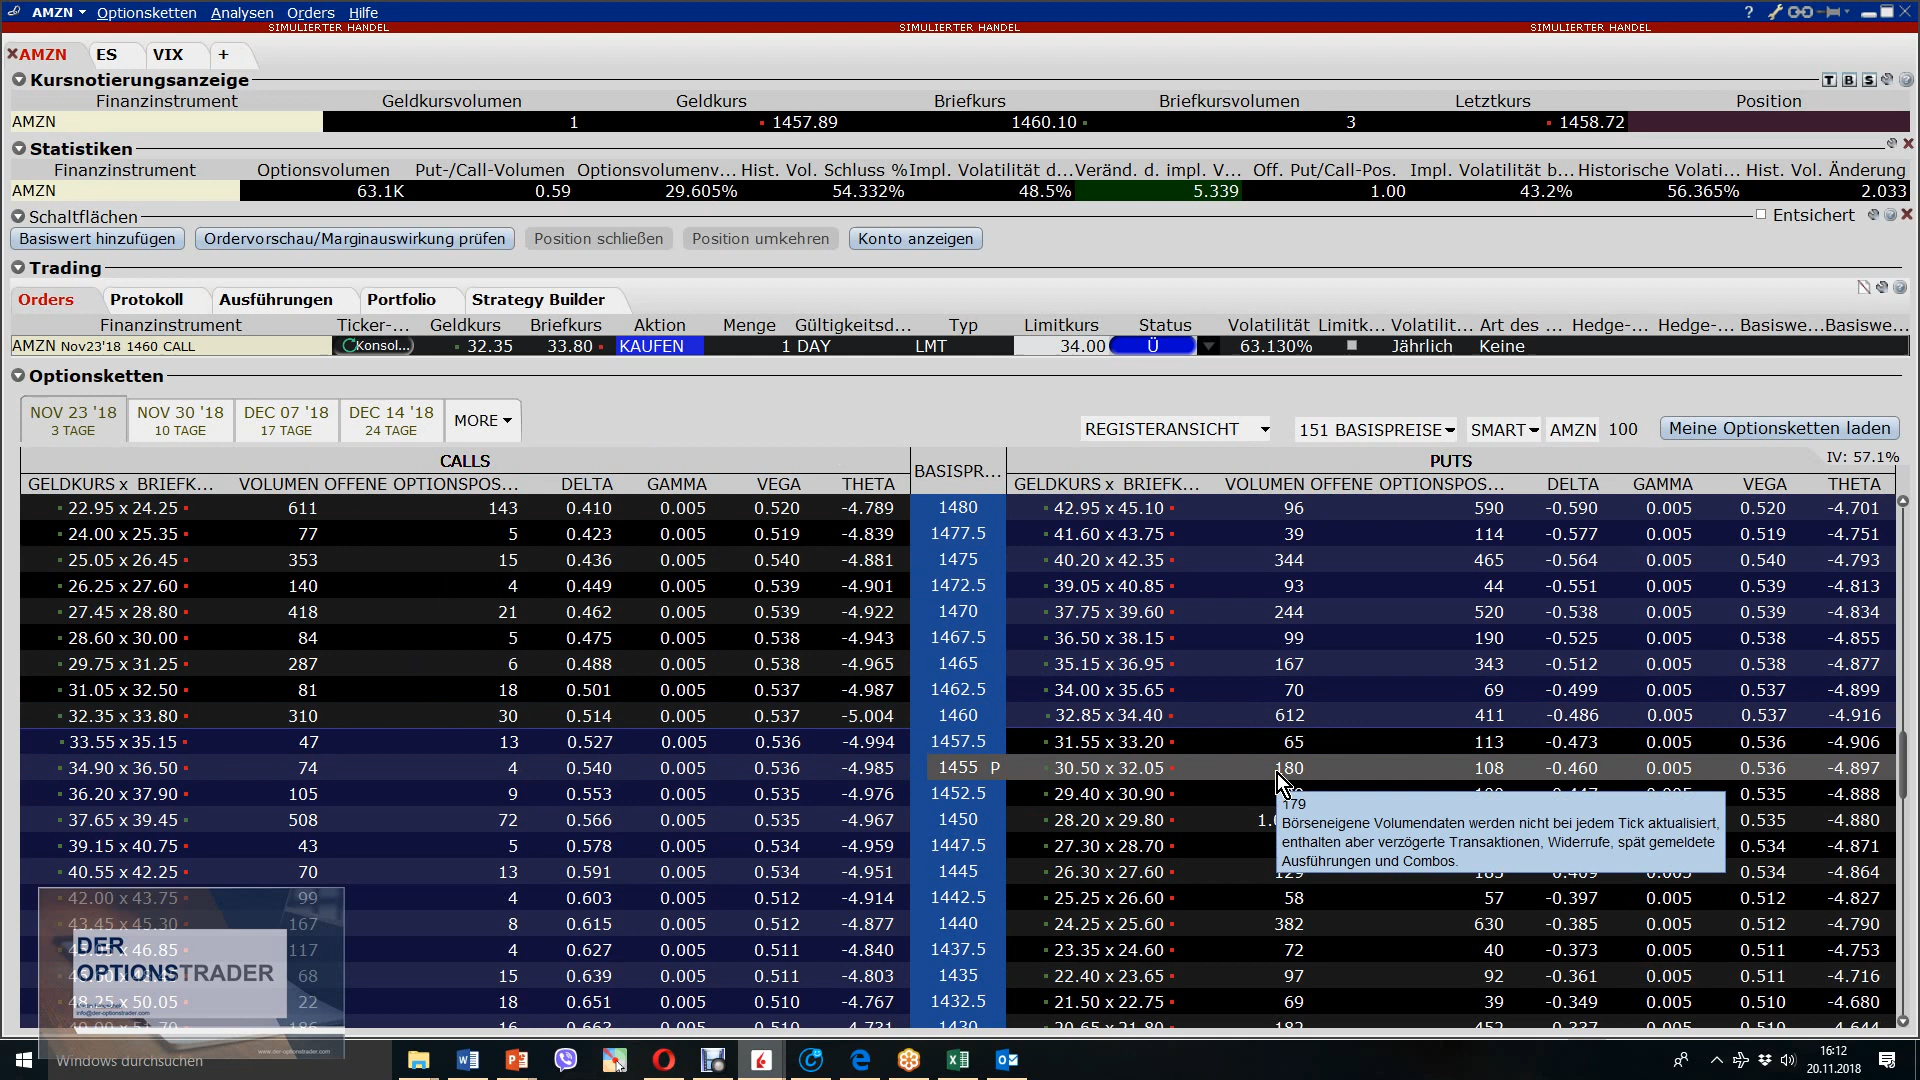 AMZN Optionsketten Analysen Orders Hilfe ?
SIMULIERTER HANDEL SIMULIERTER HANDEL SIMULIERTER HANDEL
AMZN ES VIX +
Kursnotierungsanzeige T B S
Finanzinstrument Geldkursvolumen Geldkurs Briefkurs Briefkursvolumen Letztkurs Position
AMZN 1 1457.89 1460.10 3 1458.72
Statistiken
Finanzinstrument Optionsvolumen Put-/Call-Volumen Optionsvolumenv... Hist. Vol. Schluss % Impl. Volatilität d... Veränd. d. impl. V... Off. Put/Call-Pos. Impl. Volatilität b... Historische Volati... Hist. Vol. Änderung
AMZN 63.1K 0.59 29.605% 54.332% 48.5% 5.339 1.00 43.2% 56.365% 2.033
Schaltflächen Entsichert
Basiswert hinzufügen Ordervorschau/Marginauswirkung prüfen Position schließen Position umkehren Konto anzeigen
Trading
Orders Protokoll Ausführungen Portfolio Strategy Builder
Finanzinstrument Ticker-... Geldkurs Briefkurs Aktion Menge Gültigkeitsd... Typ Limitkurs Status Volatilität Limitk... Volatilit... Art des ... Hedge-... Hedge-... Basiswe... Basiswe...
AMZN Nov23'18 1460 CALL Konsol... 32.35 33.80 KAUFEN 1 DAY LMT 34.00 Ü 63.130% Jährlich Keine
Optionsketten
NOV 23 '18 NOV 30 '18 DEC 07 '18 DEC 14 '18 MORE
3 TAGE 10 TAGE 17 TAGE 24 TAGE
REGISTERANSICHT 151 BASISPREISE SMART AMZN 100 Meine Optionsketten laden
CALLS BASISPR... PUTS IV: 57.1%
GELDKURS x BRIEFK... VOLUMEN OFFENE OPTIONSPOS... DELTA GAMMA VEGA THETA GELDKURS x BRIEFK... VOLUMEN OFFENE OPTIONSPOS... DELTA GAMMA VEGA THETA
22.95 x 24.25 611 143 0.410 0.005 0.520 -4.789 1480 42.95 x 45.10 96 590 -0.590 0.005 0.520 -4.701
24.00 x 25.35 77 5 0.423 0.005 0.519 -4.839 1477.5 41.60 x 43.75 39 114 -0.577 0.005 0.519 -4.751
25.05 x 26.45 353 15 0.436 0.005 0.540 -4.881 1475 40.20 x 42.35 344 465 -0.564 0.005 0.540 -4.793
26.25 x 27.60 140 4 0.449 0.005 0.539 -4.901 1472.5 39.05 x 40.85 93 44 -0.551 0.005 0.539 -4.813
27.45 x 28.80 418 21 0.462 0.005 0.539 -4.922 1470 37.75 x 39.60 244 520 -0.538 0.005 0.539 -4.834
28.60 x 30.00 84 5 0.475 0.005 0.538 -4.943 1467.5 36.50 x 38.15 99 190 -0.525 0.005 0.538 -4.855
29.75 x 31.25 287 6 0.488 0.005 0.538 -4.965 1465 35.15 x 36.95 167 343 -0.512 0.005 0.538 -4.877
31.05 x 32.50 81 18 0.501 0.005 0.537 -4.987 1462.5 34.00 x 35.65 70 69 -0.499 0.005 0.537 -4.899
32.35 x 33.80 310 30 0.514 0.005 0.537 -5.004 1460 32.85 x 34.40 612 411 -0.486 0.005 0.537 -4.916
33.55 x 35.15 47 13 0.527 0.005 0.536 -4.994 1457.5 31.55 x 33.20 65 113 -0.473 0.005 0.536 -4.906
34.90 x 36.50 74 4 0.540 0.005 0.536 -4.985 1455 P 30.50 x 32.05 180 108 -0.460 0.005 0.536 -4.897
36.20 x 37.90 105 9 0.553 0.005 0.535 -4.976 1452.5 29.40 x 30.90 0.535 -4.888
37.65 x 39.45 508 72 0.566 0.005 0.535 -4.967 1450 28.20 x 29.80 0.535 -4.880
39.15 x 40.75 43 5 0.578 0.005 0.534 -4.959 1447.5 27.30 x 28.70 0.534 -4.871
40.55 x 42.25 70 13 0.591 0.005 0.534 -4.951 1445 26.30 x 27.60 0.534 -4.864
42.00 x 43.75 99 4 0.603 0.005 0.512 -4.914 1442.5 25.25 x 26.60 58 57 -0.397 0.005 0.512 -4.827
43.45 x 45.30 167 8 0.615 0.005 0.512 -4.877 1440 24.25 x 25.60 382 630 -0.385 0.005 0.512 -4.790
46.85 117 4 0.627 0.005 0.511 -4.840 1437.5 23.35 x 24.60 72 40 -0.373 0.005 0.511 -4.753
68 15 0.639 0.005 0.511 -4.803 1435 22.40 x 23.65 97 92 -0.361 0.005 0.511 -4.716
48.25 x 50.05 22 18 0.651 0.005 0.510 -4.767 1432.5 21.50 x 22.75 69 39 -0.349 0.005 0.510 -4.680
1430
179
Börseneigene Volumendaten werden nicht bei jedem Tick aktualisiert,
enthalten aber verzögerte Transaktionen, Widerrufe, spät gemeldete
Ausführungen und Combos.
DER
OPTIONSTRADER
info@der-optionstrader.com
www.der-optionstrader.com
Windows durchsuchen
16:12
20.11.2018